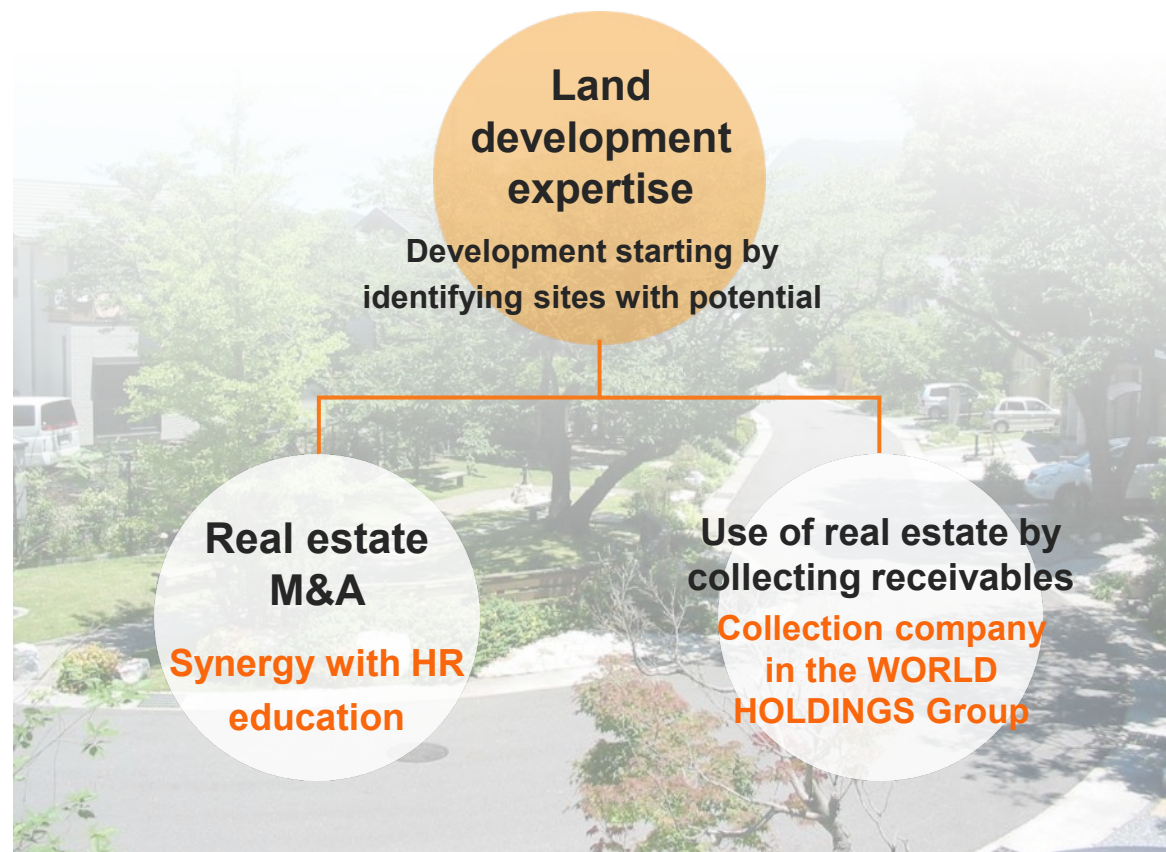 Land
development
expertise
Development starting by
identifying sites with potential
Real estate
M&A
Synergy with HR
education
Use of real estate by
collecting receivables
Collection company
in the WORLD
HOLDINGS Group